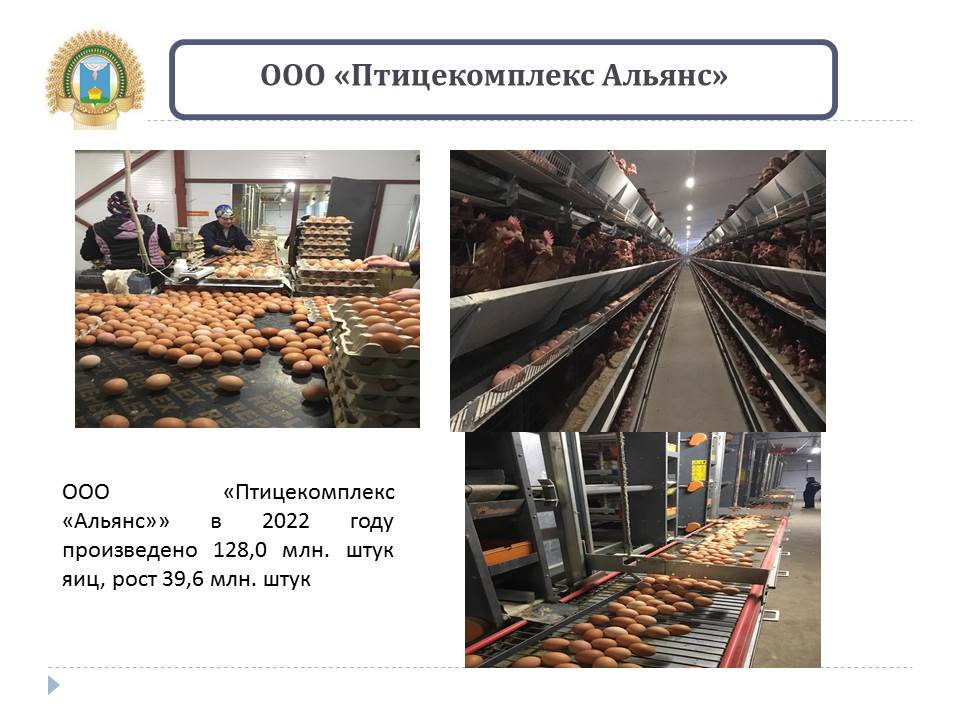 ООО «Птицекомплекс Альянс»
ООО «Птицекомплекс
«Альянс»» в 2022 году
произведено 128,0 млн. штук
яиц, рост 39,6 млн. штук